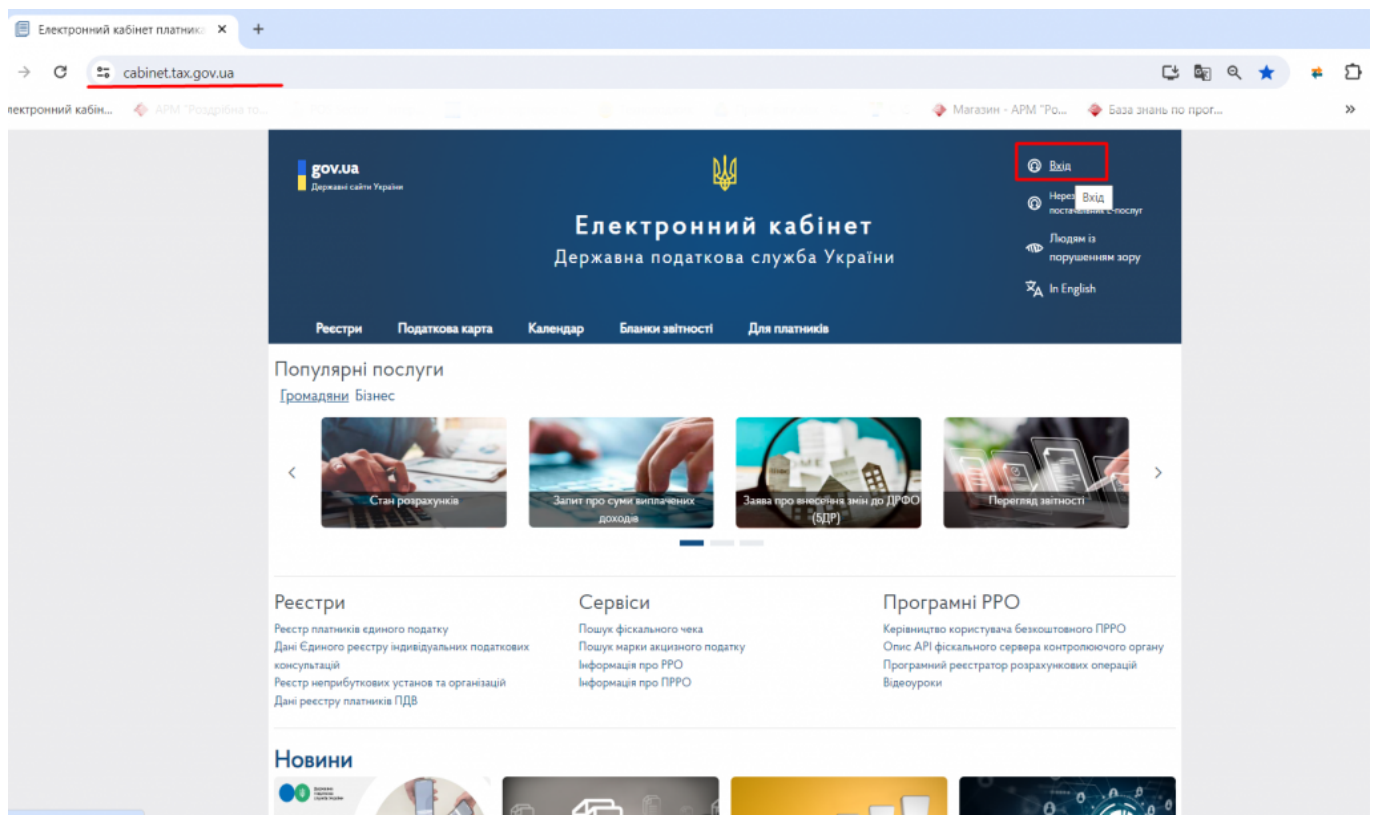 Електронний кабінет платника
cabinet.tax.gov.ua
лектронний кабін...
АРМ "Роздрібна то...
Магазин - АРМ "Ро...
База знань по прог...
gov.ua
Державні сайти України
Вхід
Нерез
Вхід
постачальник е-послуг
Людям із
порушенням зору
In English
Електронний кабінет
Державна податкова служба України
Реєстри Податкова карта Календар Бланки звітності Для платників
Популярні послуги
Громадяни Бізнес
Стан розрахунків
Запит про суми виплачених
доходів
Заява про внесення змін до ДРФО
(5ДР)
Перегляд звітності
Реєстри
Реєстр платників єдиного податку
Дані Єдиного реєстру індивідуальних податкових
консультацій
Реєстр неприбуткових установ та організацій
Дані реєстру платників ПДВ
Сервіси
Пошук фіскального чека
Пошук марки акцизного податку
Інформація про РРО
Інформація про ПРРО
Програмні РРО
Керівництво користувача безкоштовного ПРРО
Опис АРІ фіскального сервера контролюючого органу
Програмний реєстратор розрахункових операцій
Відеоуроки
Новини